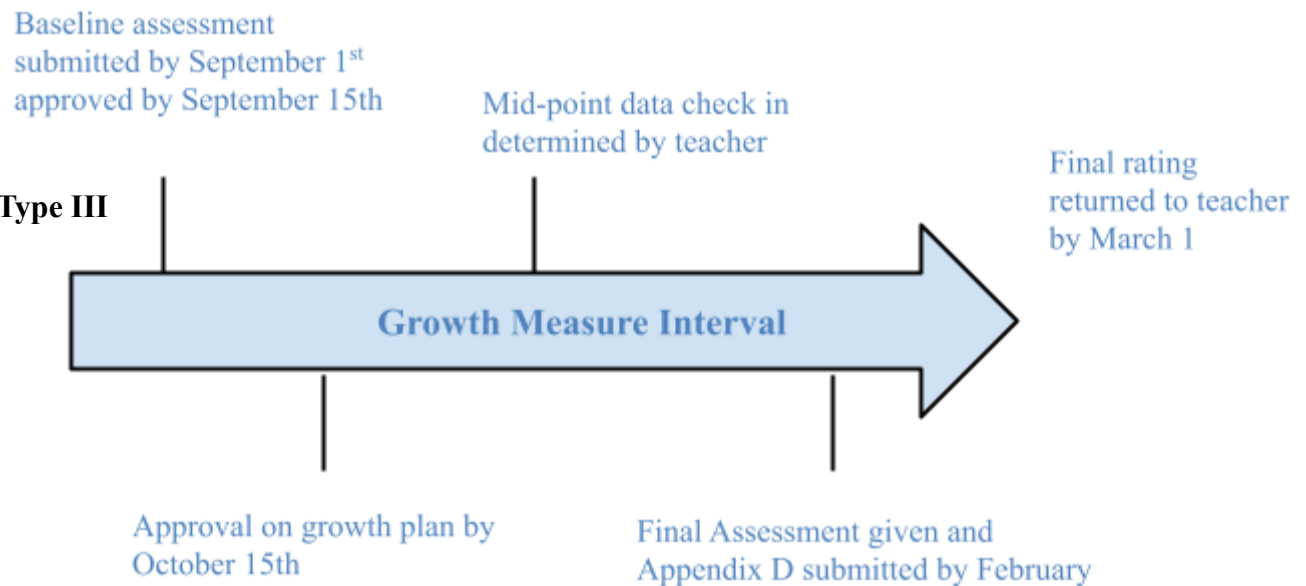 Baseline assessment
submitted by September 1st
approved by September 15th
Mid-point data check in
determined by teacher
Final rating
returned to teacher
by March 1
Type III
Growth Measure Interval
Approval on growth plan by
October 15th
Final Assessment given and
Appendix D submitted by February